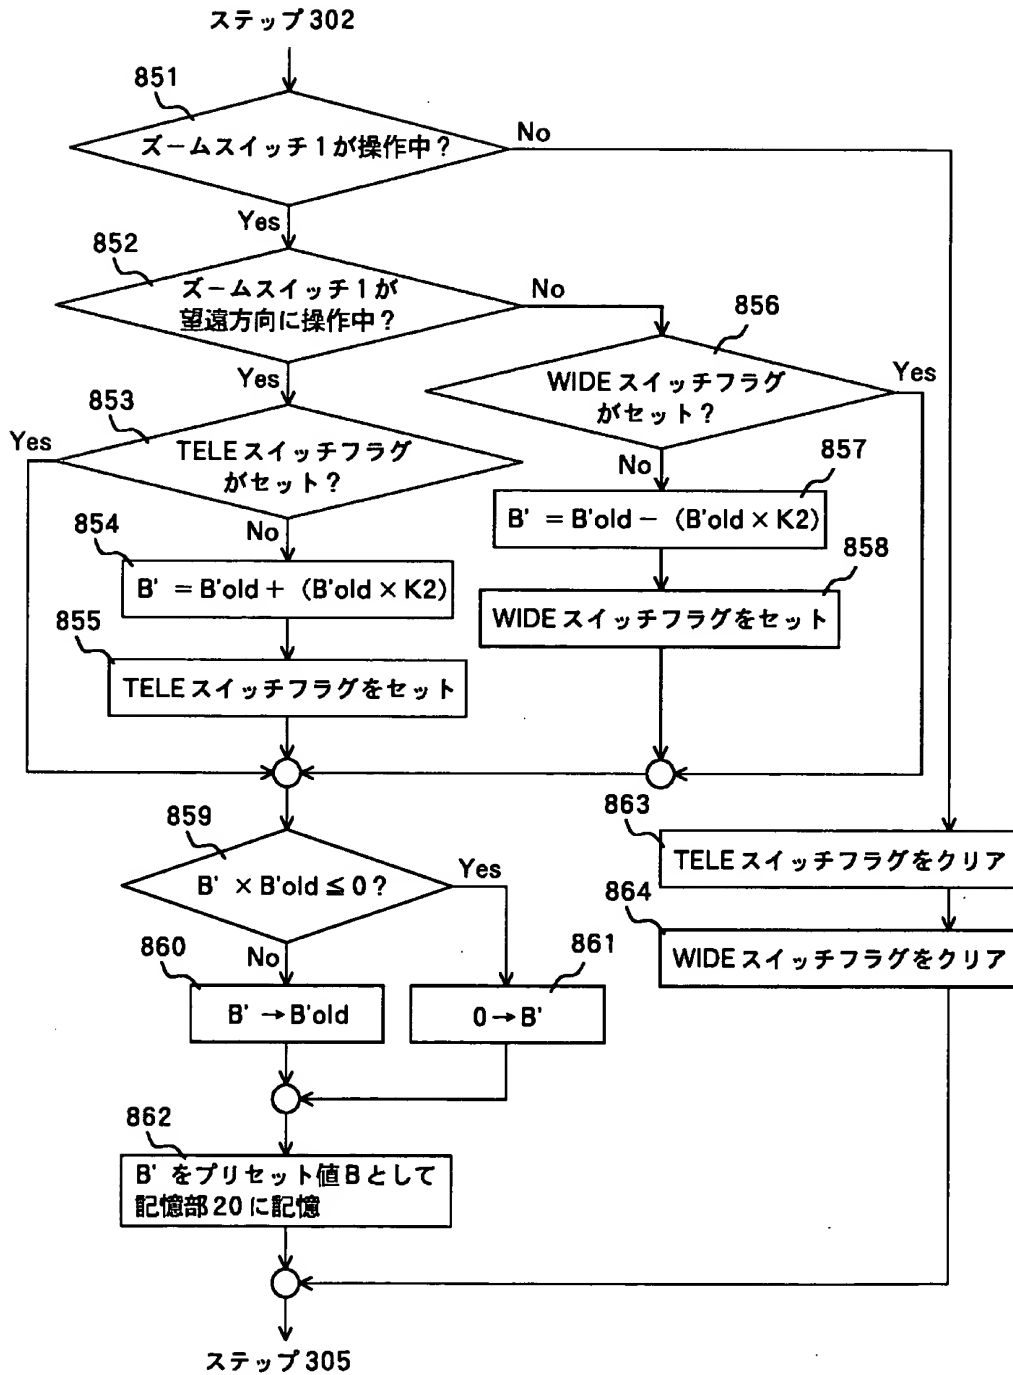 ステップ302
851
ズームスイッチ1が操作中?
No
Yes
852
ズームスイッチ1が
望遠方向に操作中?
No
856
Yes
WIDEスイッチフラグ
がセット?
Yes
853
Yes
TELEスイッチフラグ
がセット?
No
857
B' = B'old − (B'old × K2)
No
854
B' = B'old + (B'old × K2)
858
WIDEスイッチフラグをセット
855
TELEスイッチフラグをセット
859
B' × B'old ≦ 0?
Yes
863
TELEスイッチフラグをクリア
864
WIDEスイッチフラグをクリア
No
860
B' → B'old
861
0 → B'
862
B' をプリセット値Bとして
記憶部20に記憶
ステップ305